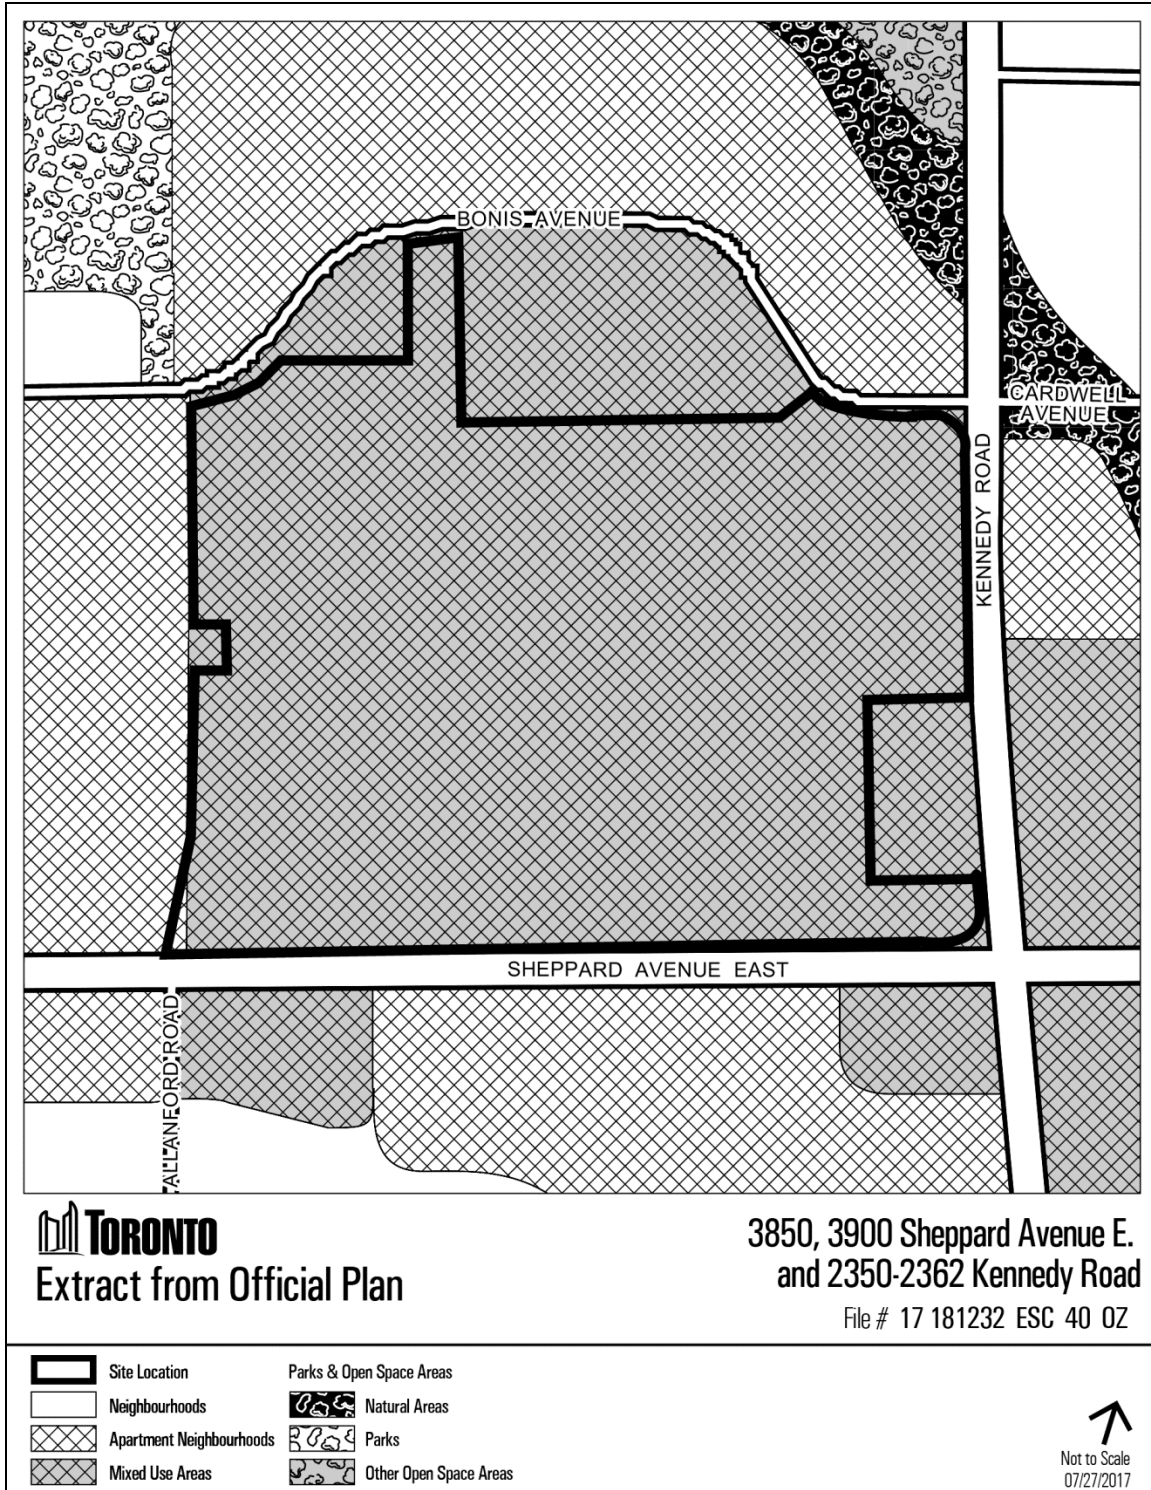 BONIS AVENUE
CARDWELL
AVENUE
KENNEDY ROAD
SHEPPARD AVENUE EAST
ALLANFORD ROAD
TORONTO
Extract from Official Plan
3850, 3900 Sheppard Avenue E.
and 2350-2362 Kennedy Road
File # 17 181232 ESC 40 OZ
Site Location
Neighbourhoods
Apartment Neighbourhoods
Mixed Use Areas
Parks & Open Space Areas
Natural Areas
Parks
Other Open Space Areas
Not to Scale
07/27/2017